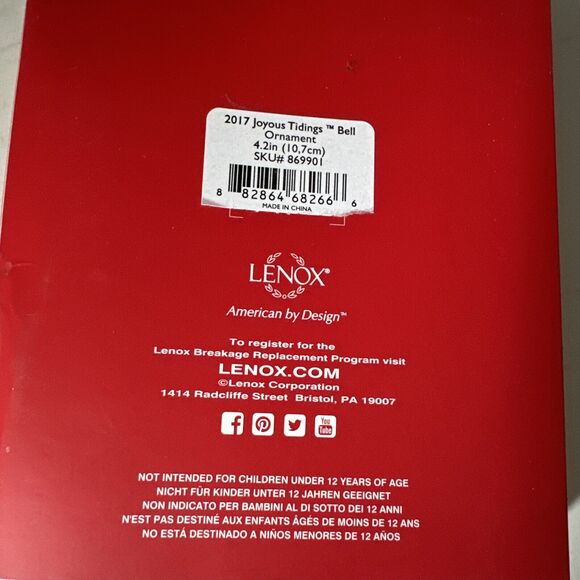 2017 Joyous Tidings ™ Bell
Ornament
4.2in (10,7cm)
SKU# 869901
8 82864 68266 6
MADE IN CHINA
LENOX®
American by Design™
To register for the
Lenox Breakage Replacement Program visit
LENOX.COM
©Lenox Corporation
1414 Radcliffe Street Bristol, PA 19007
You Tube
NOT INTENDED FOR CHILDREN UNDER 12 YEARS OF AGE
NICHT FÜR KINDER UNTER 12 JAHREN GEEIGNET
NON INDICATO PER BAMBINI AL DI SOTTO DEI 12 ANNI
N'EST PAS DESTINÉ AUX ENFANTS ÂGÉS DE MOINS DE 12 ANS
NO ESTÁ DESTINADO A NIÑOS MENORES DE 12 AÑOS